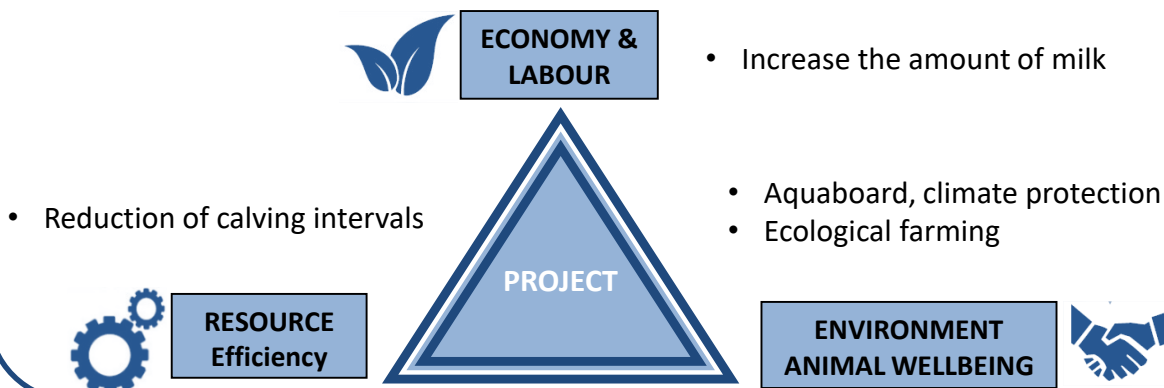 ECONOMY &
LABOUR
• Increase the amount of milk
• Reduction of calving intervals
• Aquaboard, climate protection
• Ecological farming
PROJECT
RESOURCE
Efficiency
ENVIRONMENT
ANIMAL WELLBEING